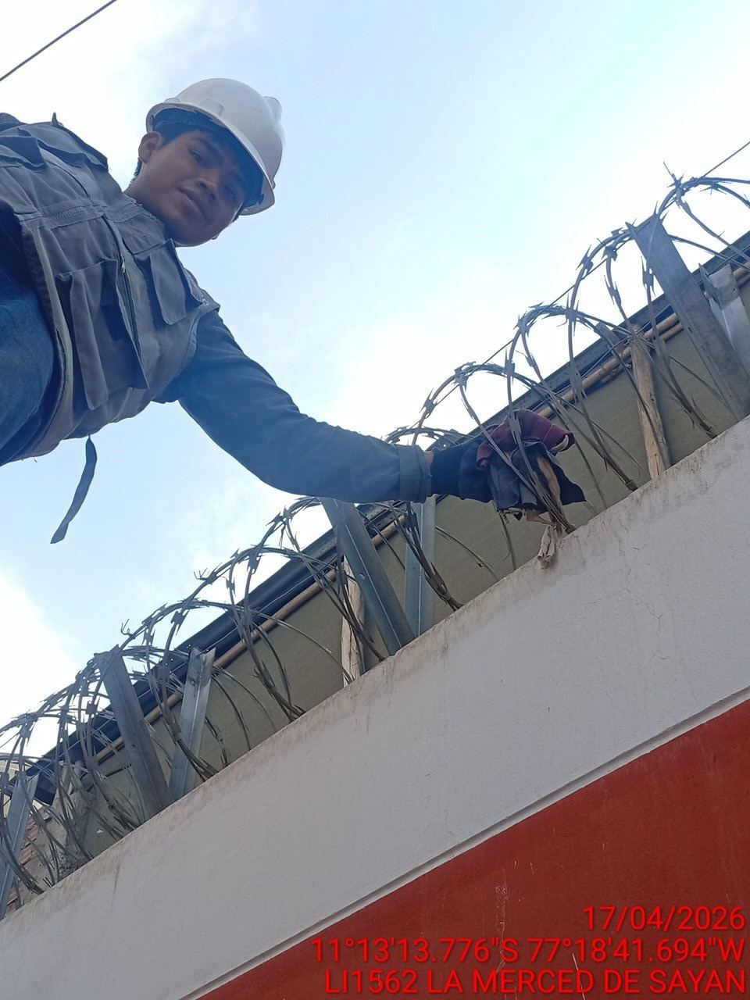 17/04/2026
11°13'13.776"S 77°18'41.694"W
LI1562 LA MERCED DE SAYAN